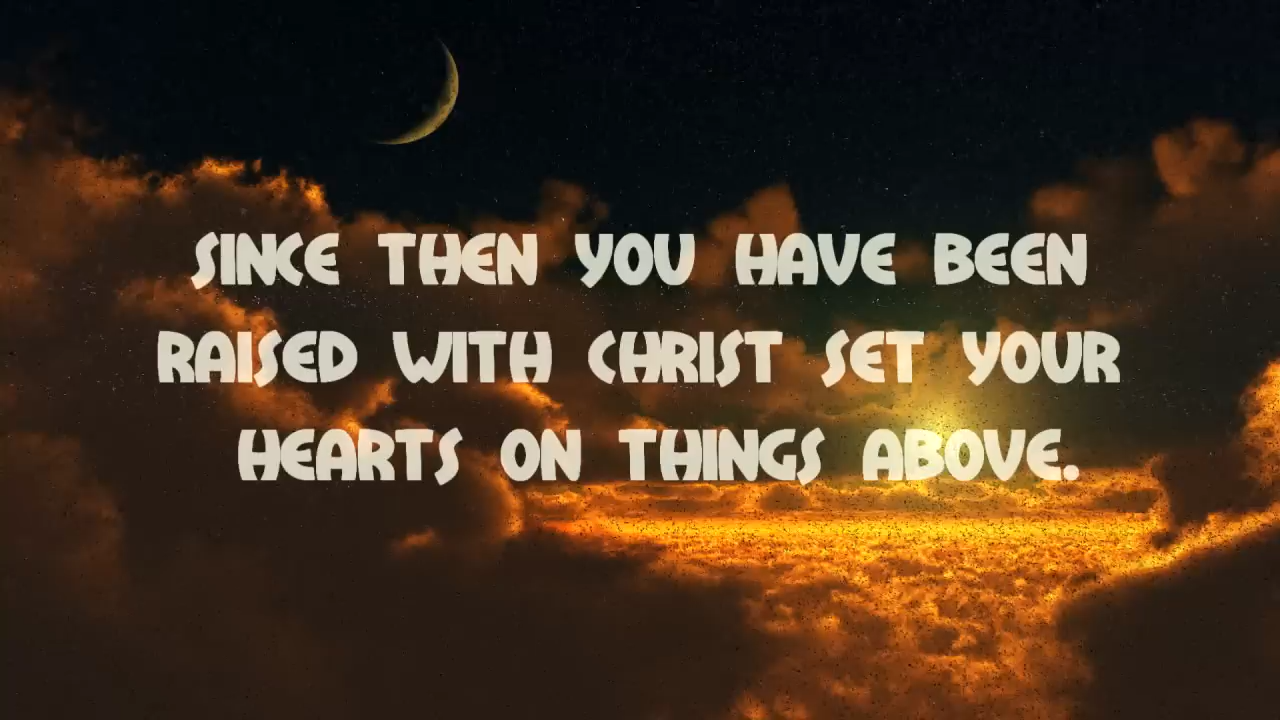 SINCE THEN YOU HAVE BEEN
RAISED WITH CHRIST SET YOUR
HEARTS ON THINGS ABOVE.